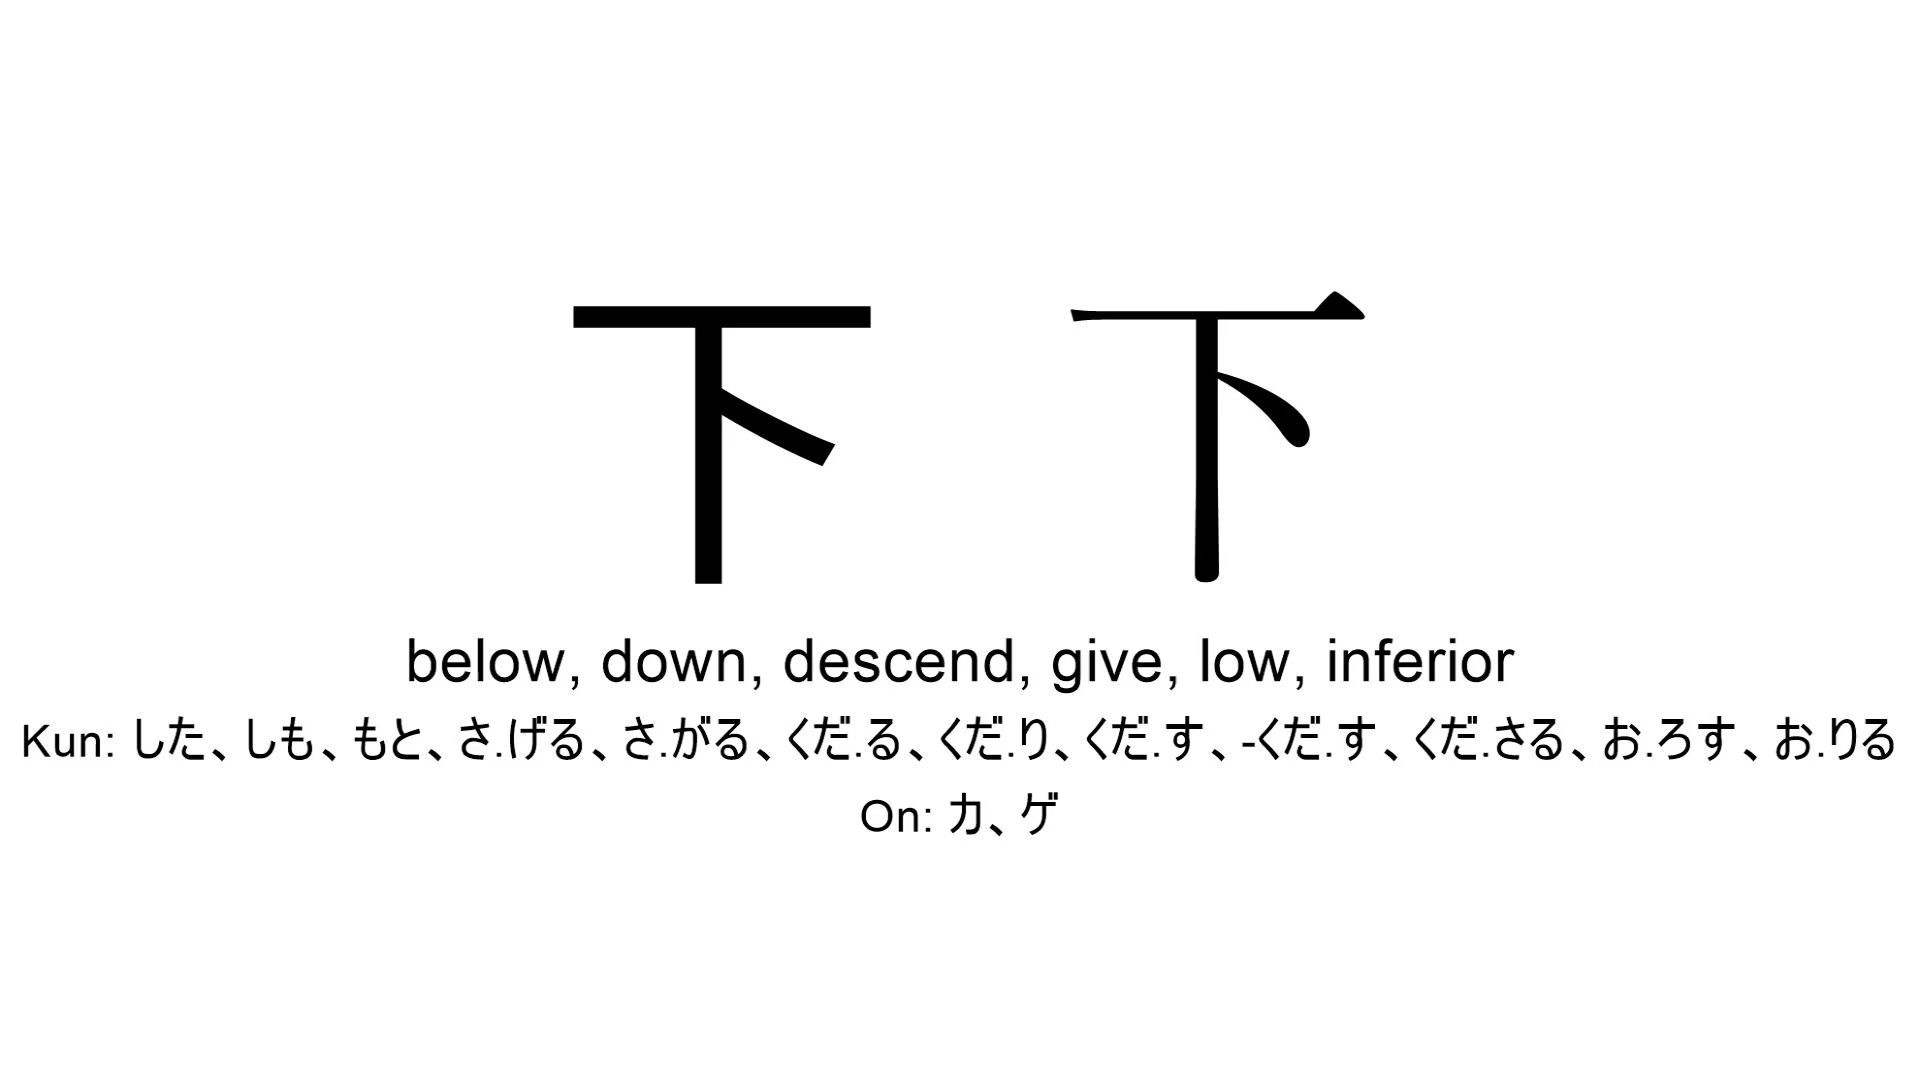 下 下
below, down, descend, give, low, inferior
Kun: した、しも、もと、さ.げる、さ.がる、くだ.る、くだ.り、くだ.す、-くだ.す、くだ.さる、お.ろす、お.りる
On: カ、ゲ